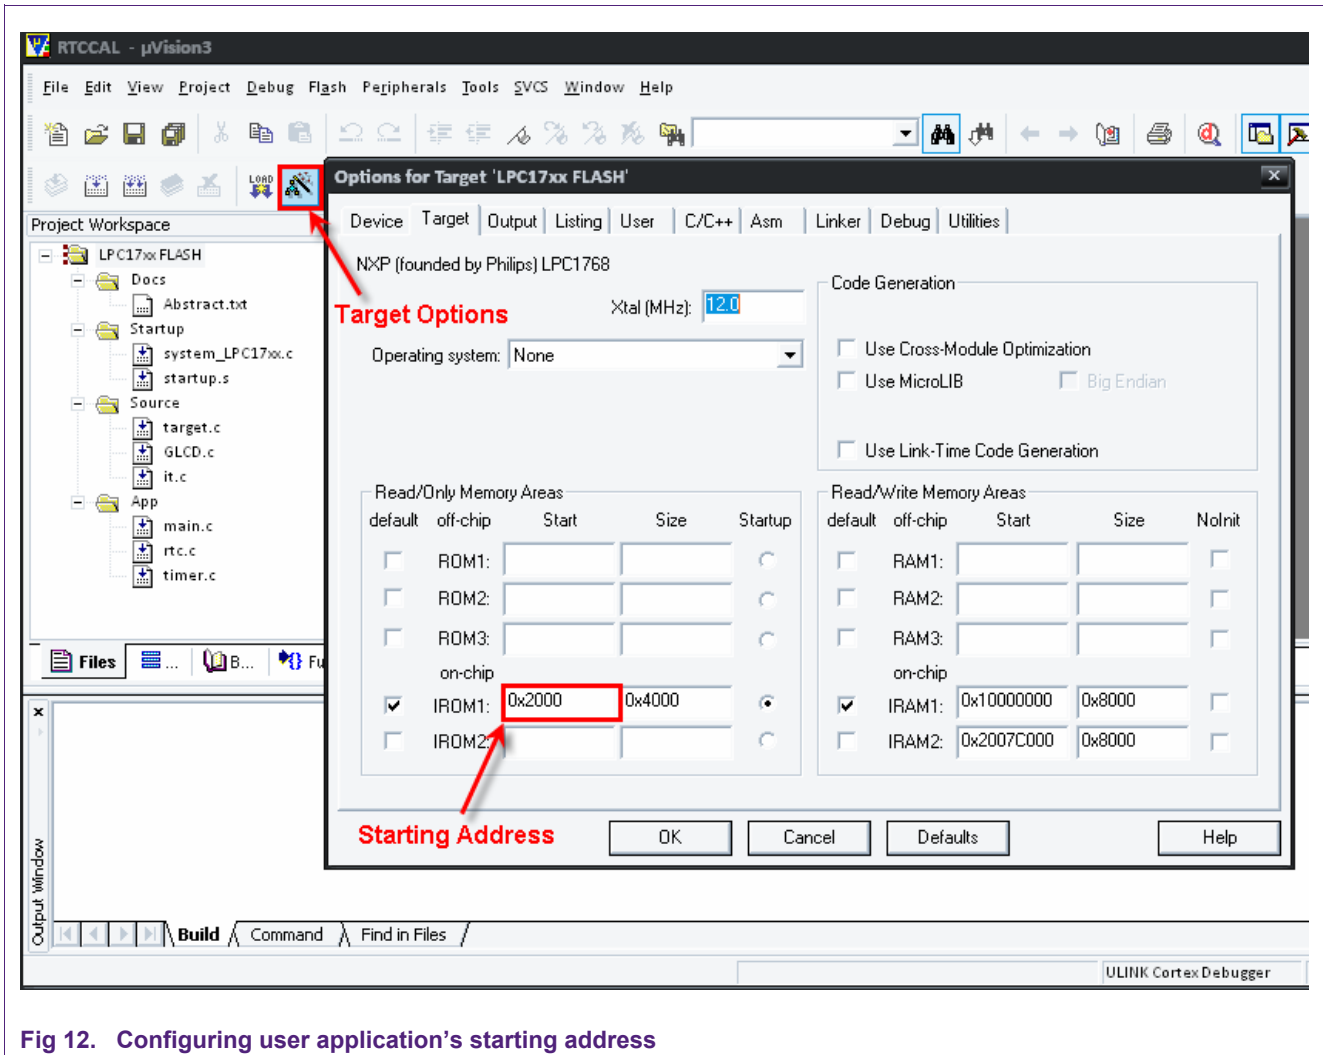 RTCCAL - µVision3
File Edit View Project Debug Flash Peripherals Tools SVCS Window Help
LOAD
Options for Target 'LPC17xx FLASH'
Project Workspace
Device Target Output Listing User C/C++ Asm Linker Debug Utilities
LPC17xx FLASH
Docs
Abstract.txt
Startup
system_LPC17xx.c
startup.s
Source
target.c
GLCD.c
it.c
App
main.c
rtc.c
timer.c
Files ... B... Fu
Target Options
NXP (founded by Philips) LPC1768
Xtal (MHz): 12.0
Operating system: None
Code Generation
Use Cross-Module Optimization
Use MicroLIB Big Endian
Use Link-Time Code Generation
Read/Only Memory Areas
default off-chip Start Size Startup
ROM1:
ROM2:
ROM3:
on-chip
IROM1: 0x2000 0x4000
IROM2:
Read/Write Memory Areas
default off-chip Start Size NoInit
RAM1:
RAM2:
RAM3:
on-chip
IRAM1: 0x10000000 0x8000
IRAM2: 0x2007C000 0x8000
Starting Address
OK Cancel Defaults Help
Output Window
Build Command Find in Files
ULINK Cortex Debugger
Fig 12. Configuring user application’s starting address